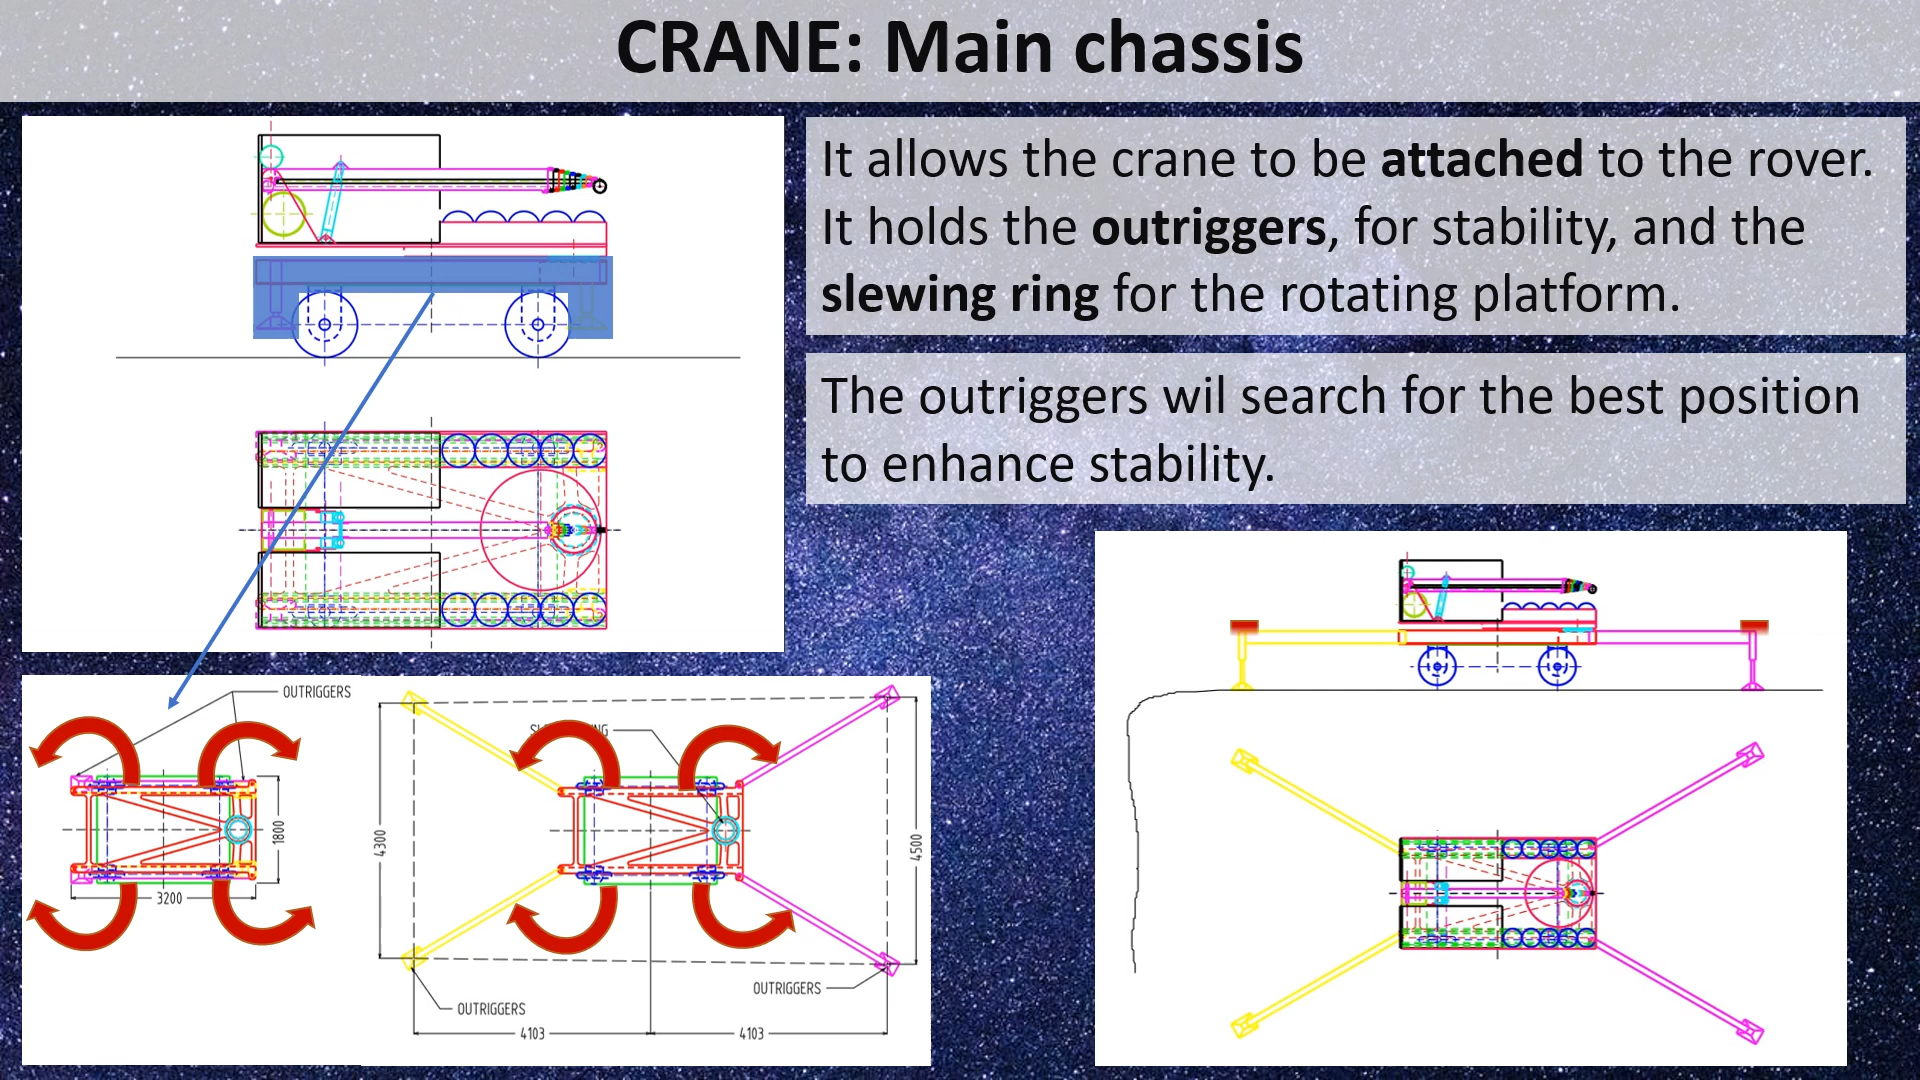 CRANE: Main chassis
It allows the crane to be attached to the rover.
It holds the outriggers, for stability, and the
slewing ring for the rotating platform.
The outriggers wil search for the best position
to enhance stability.
OUTRIGGERS
1800
3200
4300
4500
OUTRIGGERS
OUTRIGGERS
4103
4103